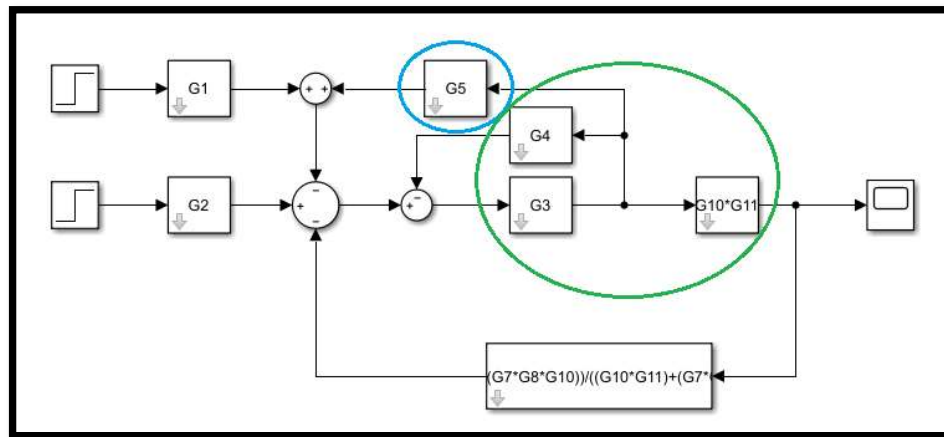 G1
+ +
G5
G4
G2
-
+
-
-
+
G3
G10*G11
(G7*G8*G10))/((G10*G11)+(G7*